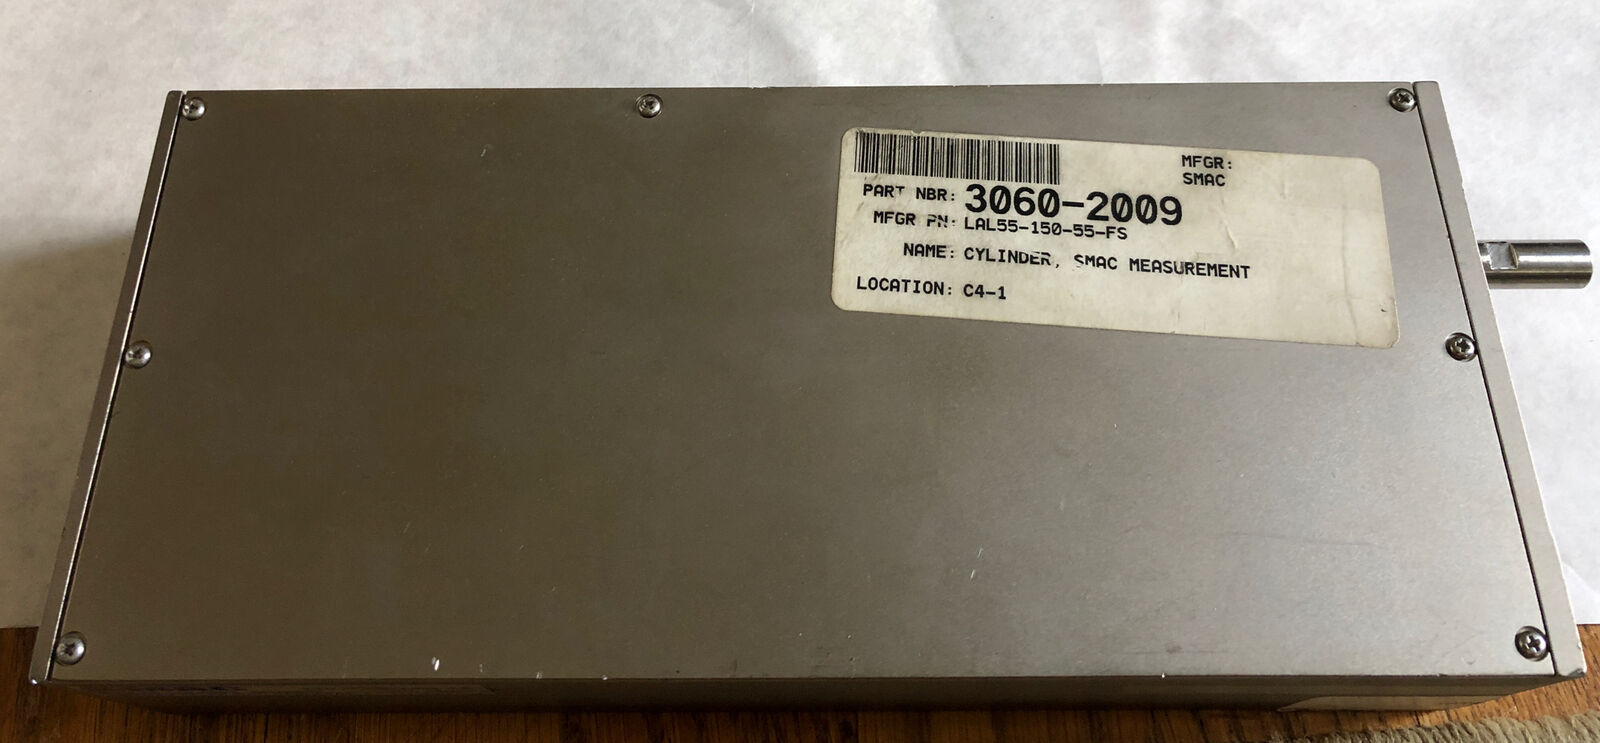 MFGR:
SMAC
PART NBR: 3060-2009
MFGR PN: LAL55-150-55-FS
NAME: CYLINDER, SMAC MEASUREMENT
LOCATION: C4-1